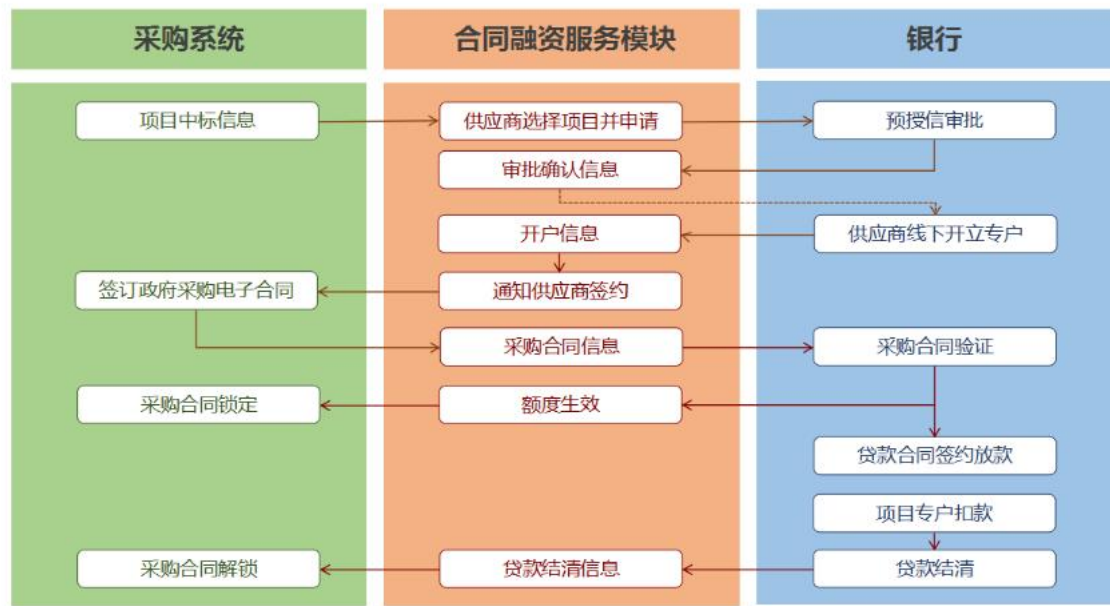 采购系统
合同融资服务模块
银行
项目中标信息
供应商选择项目并申请
预授信审批
审批确认信息
开户信息
供应商线下开立专户
签订政府采购电子合同
通知供应商签约
采购合同信息
采购合同验证
采购合同锁定
额度生效
贷款合同签约放款
项目专户扣款
采购合同解锁
贷款结清信息
贷款结清